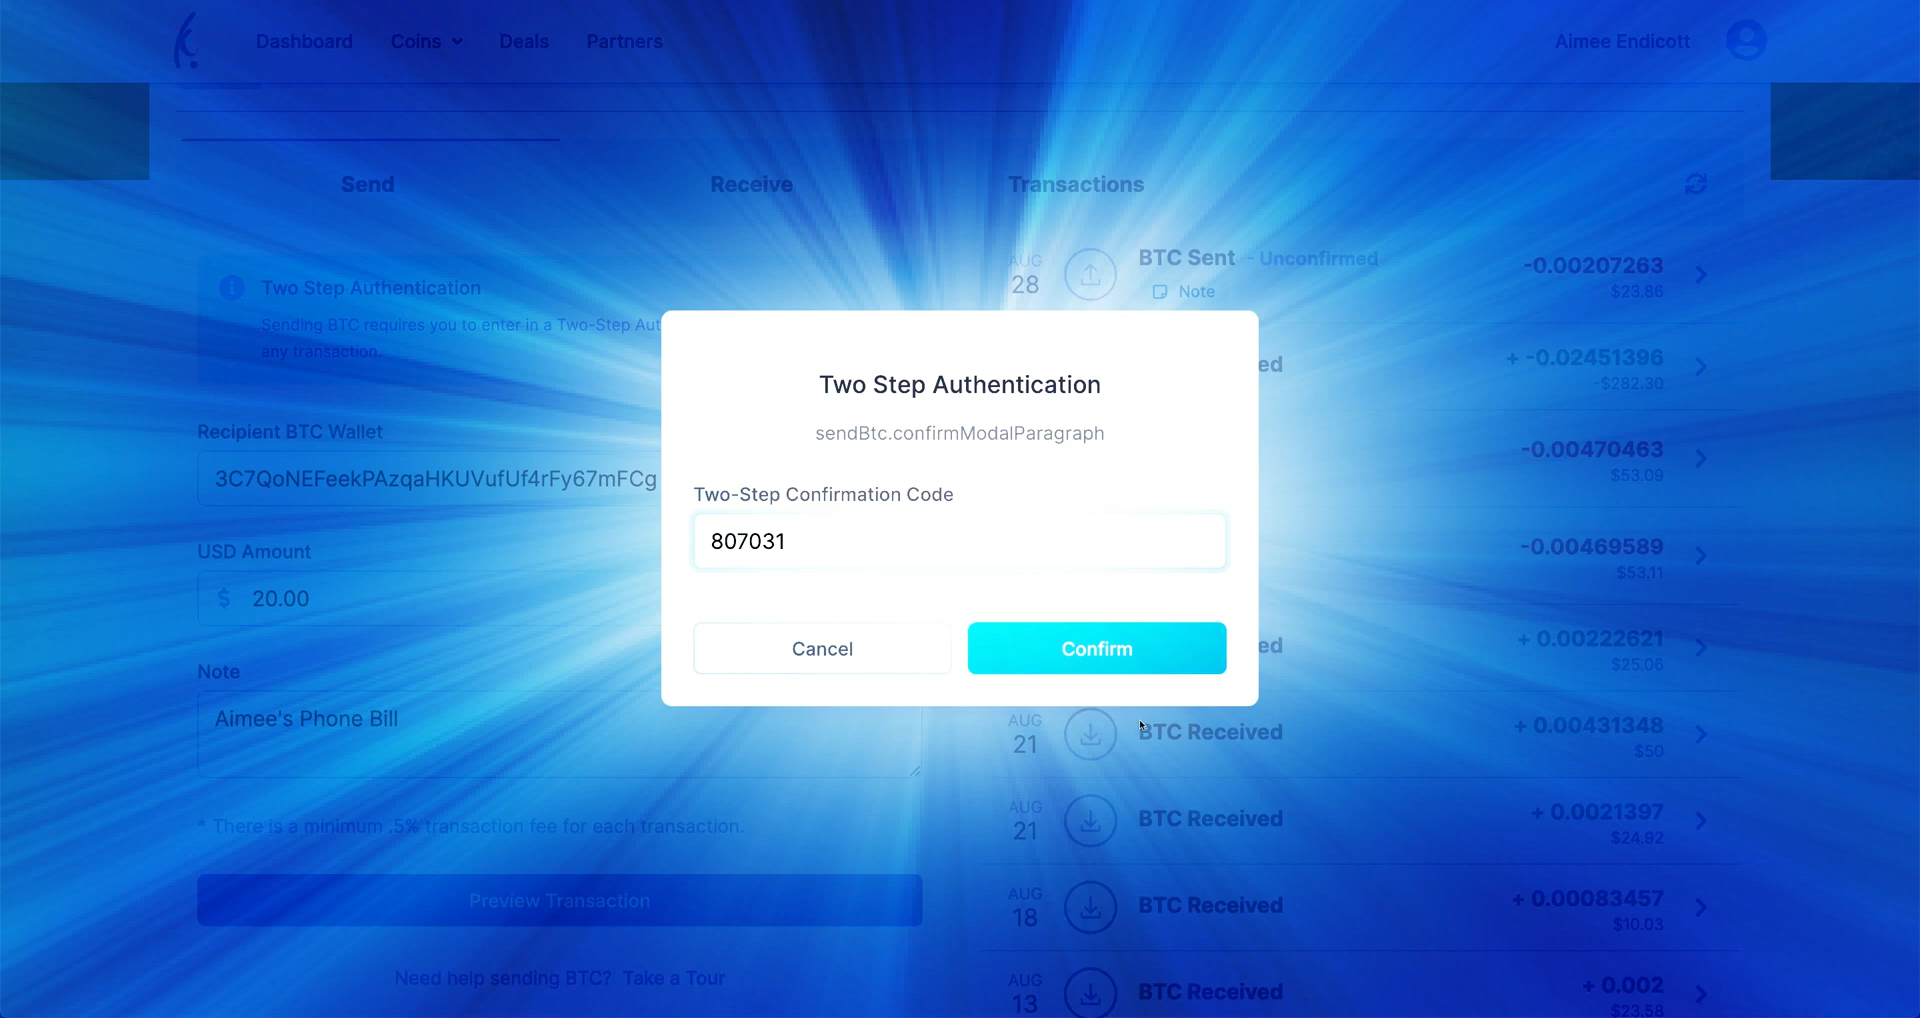 Dashboard
Coins
Deals
Partners
Aimee Endicott
Send
Receive
Two Step Authentication
Sending BTC requires you to enter in a Two-Step Aut
any transaction.
Recipient BTC Wallet
3C7QoNEFeekPAzqaHKUVufUf4rFy67mFCg
USD Amount
$ 20.00
Note
Aimee's Phone Bill
* There is a minimum .5% transaction fee for each transaction.
Preview Transaction
Need help sending BTC? Take a Tour
Two Step Authentication
sendBtc.confirmModalParagraph
Two-Step Confirmation Code
807031
Cancel
Confirm
Transactions
AUG
28
BTC Sent - Unconfirmed
Note
-0.00207263
$23.86
ed
+ -0.02451396
-$282.30
-0.00470463
$53.09
-0.00469589
$53.11
ed
+ 0.00222621
$25.06
AUG
21
BTC Received
+ 0.00431348
$50
AUG
21
BTC Received
+ 0.0021397
$24.92
AUG
18
BTC Received
+ 0.00083457
$10.03
AUG
13
BTC Received
+ 0.002
$23.58